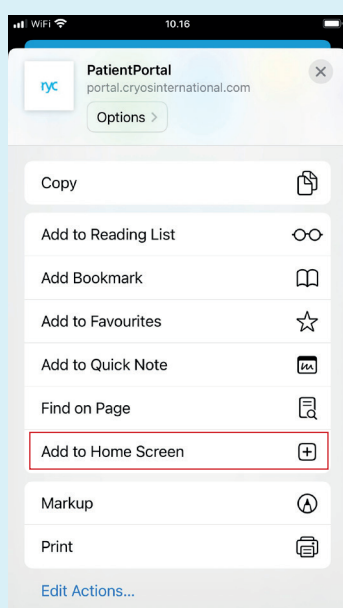 WiFi 10.16
ryc PatientPortal
portal.cryosinternational.com
Options
Copy
Add to Reading List
Add Bookmark
Add to Favourites
Add to Quick Note
Find on Page
Add to Home Screen
Markup
Print
Edit Actions...